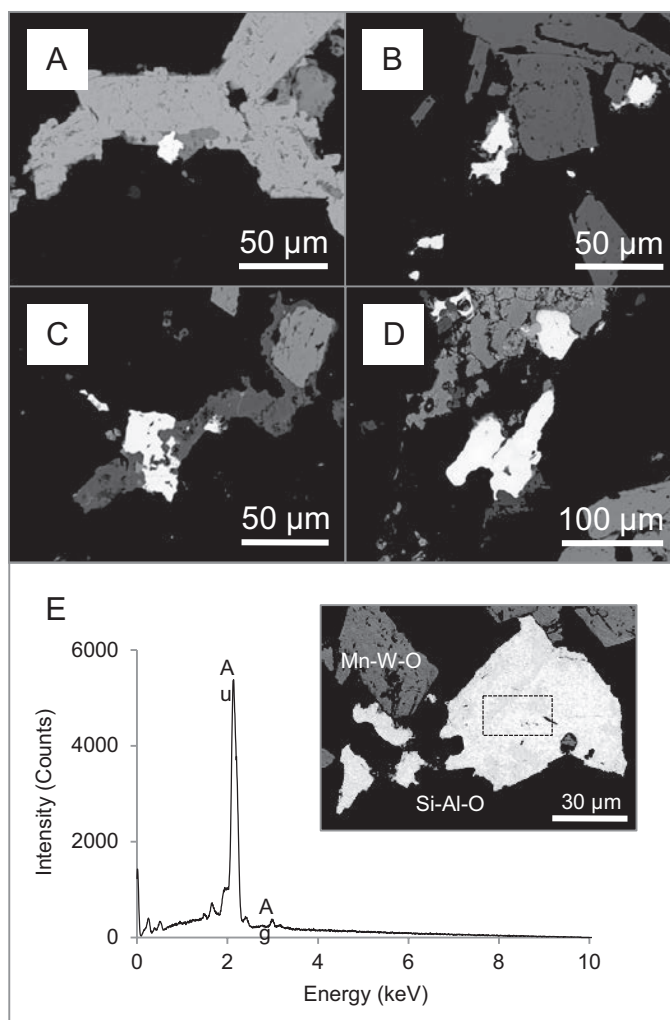 A
B
50 µm
50 µm
C
D
50 µm
100 µm
E
6000
4000
2000
0
Intensity (Counts)
A
u
A
g
0
2
4
6
8
10
Energy (keV)
Mn-W-O
Si-Al-O
30 µm